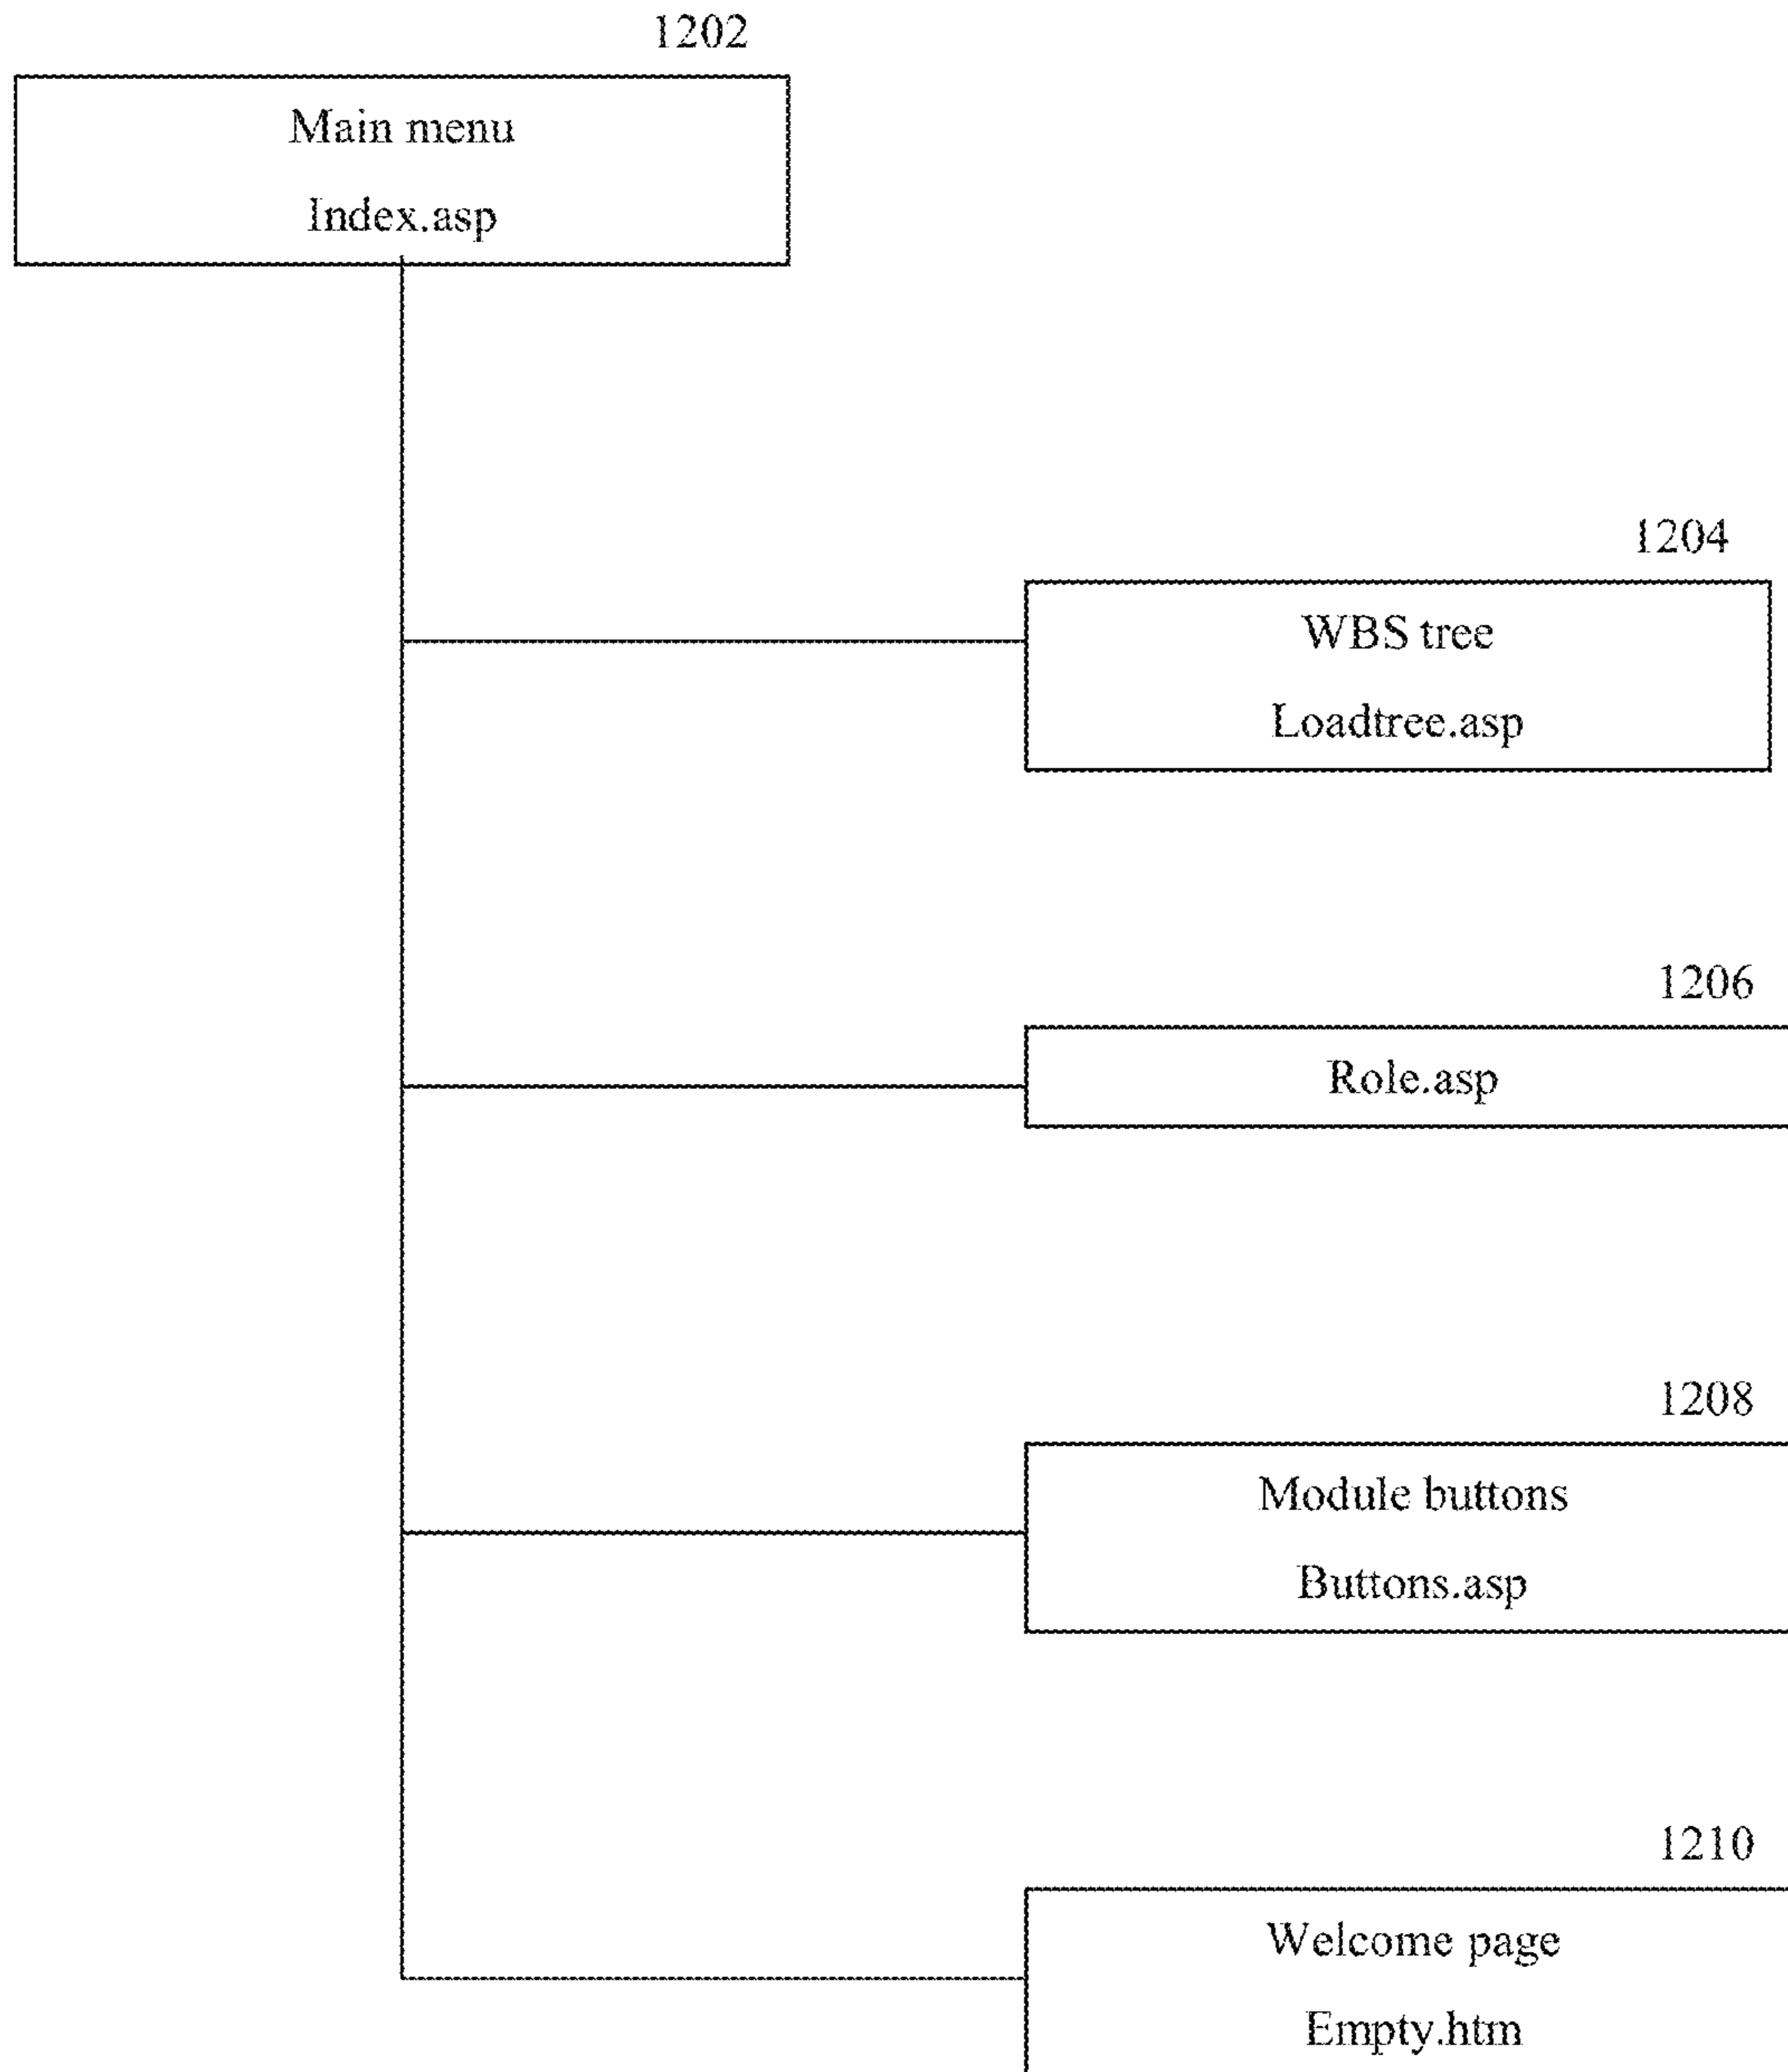 1202
Main menu
Index.asp
1204
WBS tree
Loadtree.asp
1206
Role.asp
1208
Module buttons
Buttons.asp
1210
Welcome page
Empty.htm